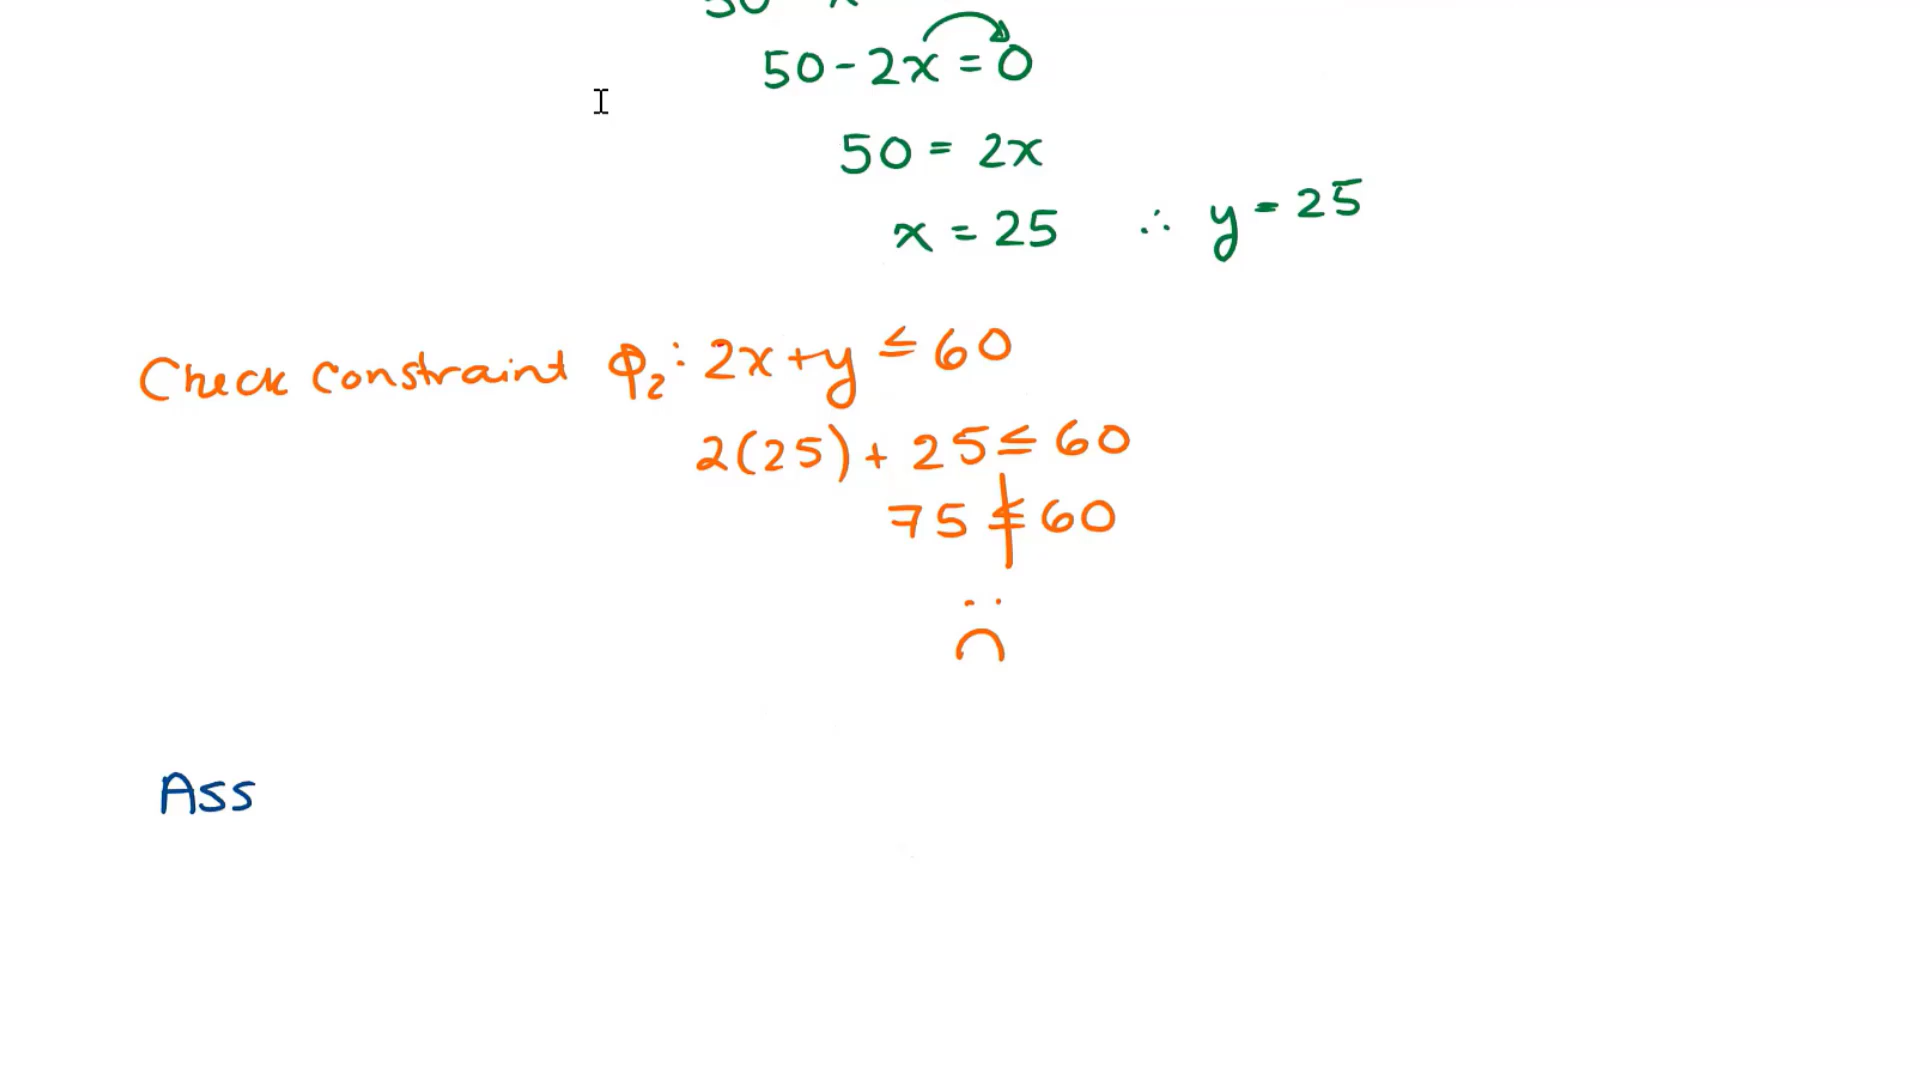 50 - 2x = 0
50 = 2x
x = 25 ∴ y = 25
Check constraint Φ₂: 2x + y ≤ 60
2(25) + 25 ≤ 60
75 ≰ 60
Ass